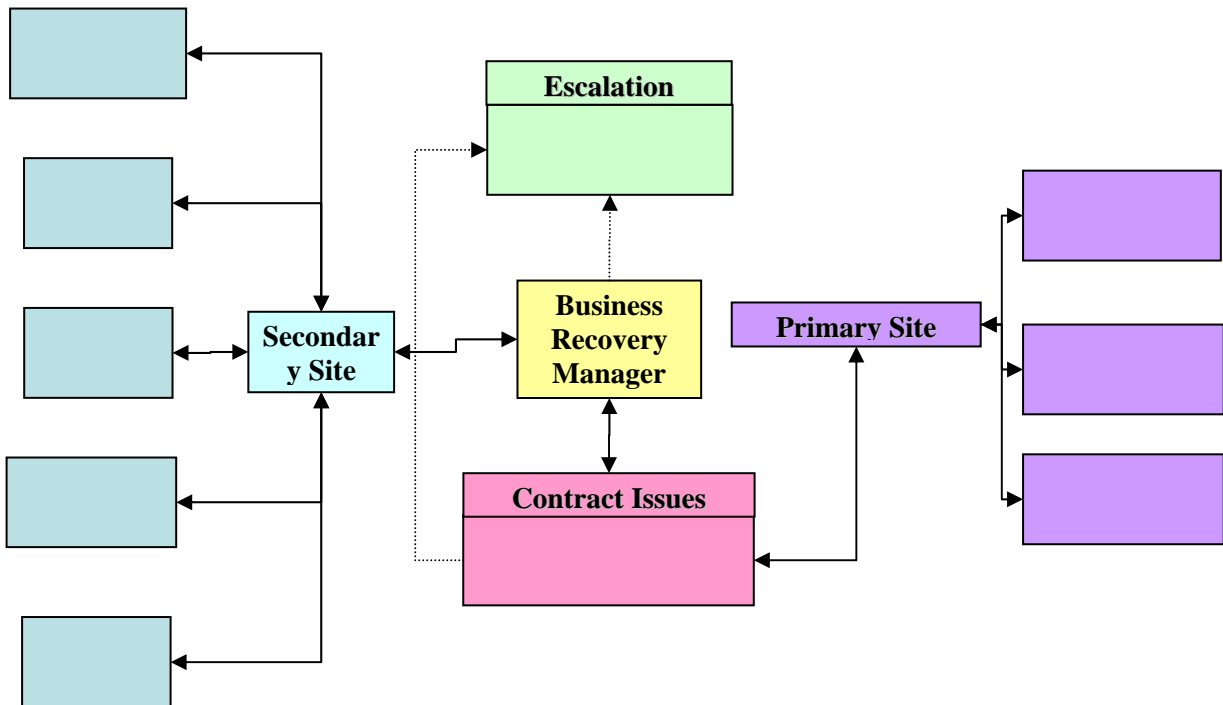 Escalation
Business
Recovery
Manager
Secondar
y Site
Primary Site
Contract Issues